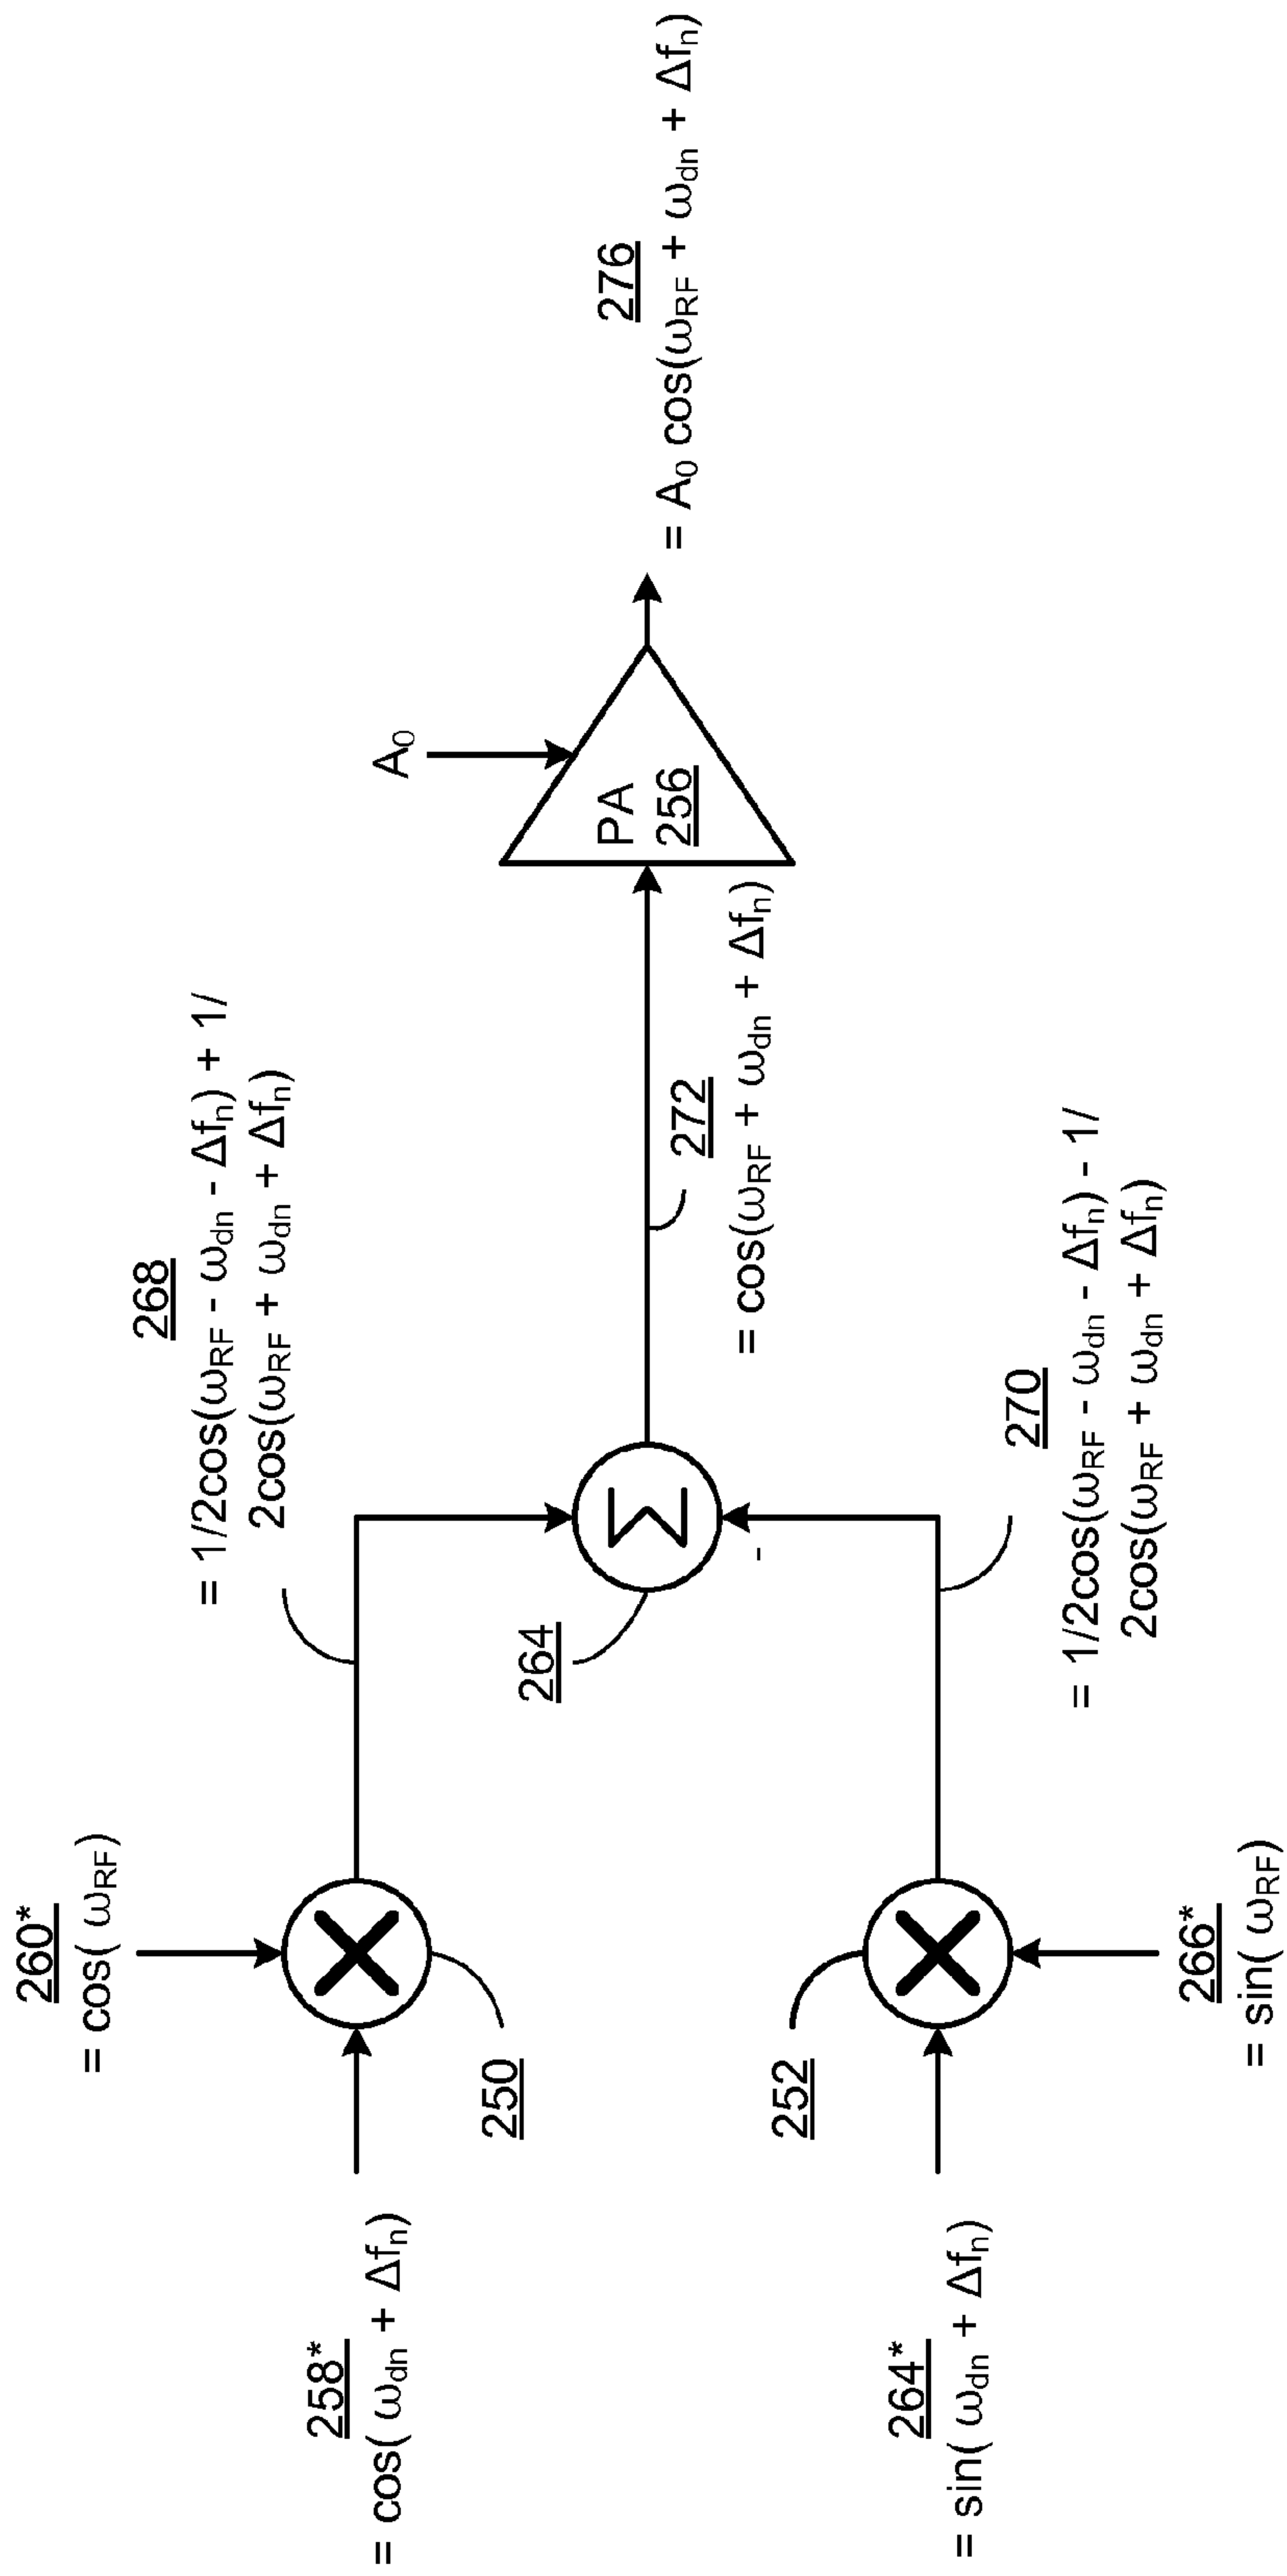 260*
= cos( ωRF)
268
= 1/2cos(ωRF - ωdn - Δfn) + 1/
2cos(ωRF + ωdn + Δfn)
258*
= cos( ωdn + Δfn)
250
A0
PA
256
276
= A0 cos(ωRF + ωdn + Δfn)
264
Σ
-
272
= cos(ωRF + ωdn + Δfn)
252
264*
= sin( ωdn + Δfn)
270
= 1/2cos(ωRF - ωdn - Δfn) - 1/
2cos(ωRF + ωdn + Δfn)
266*
= sin( ωRF)